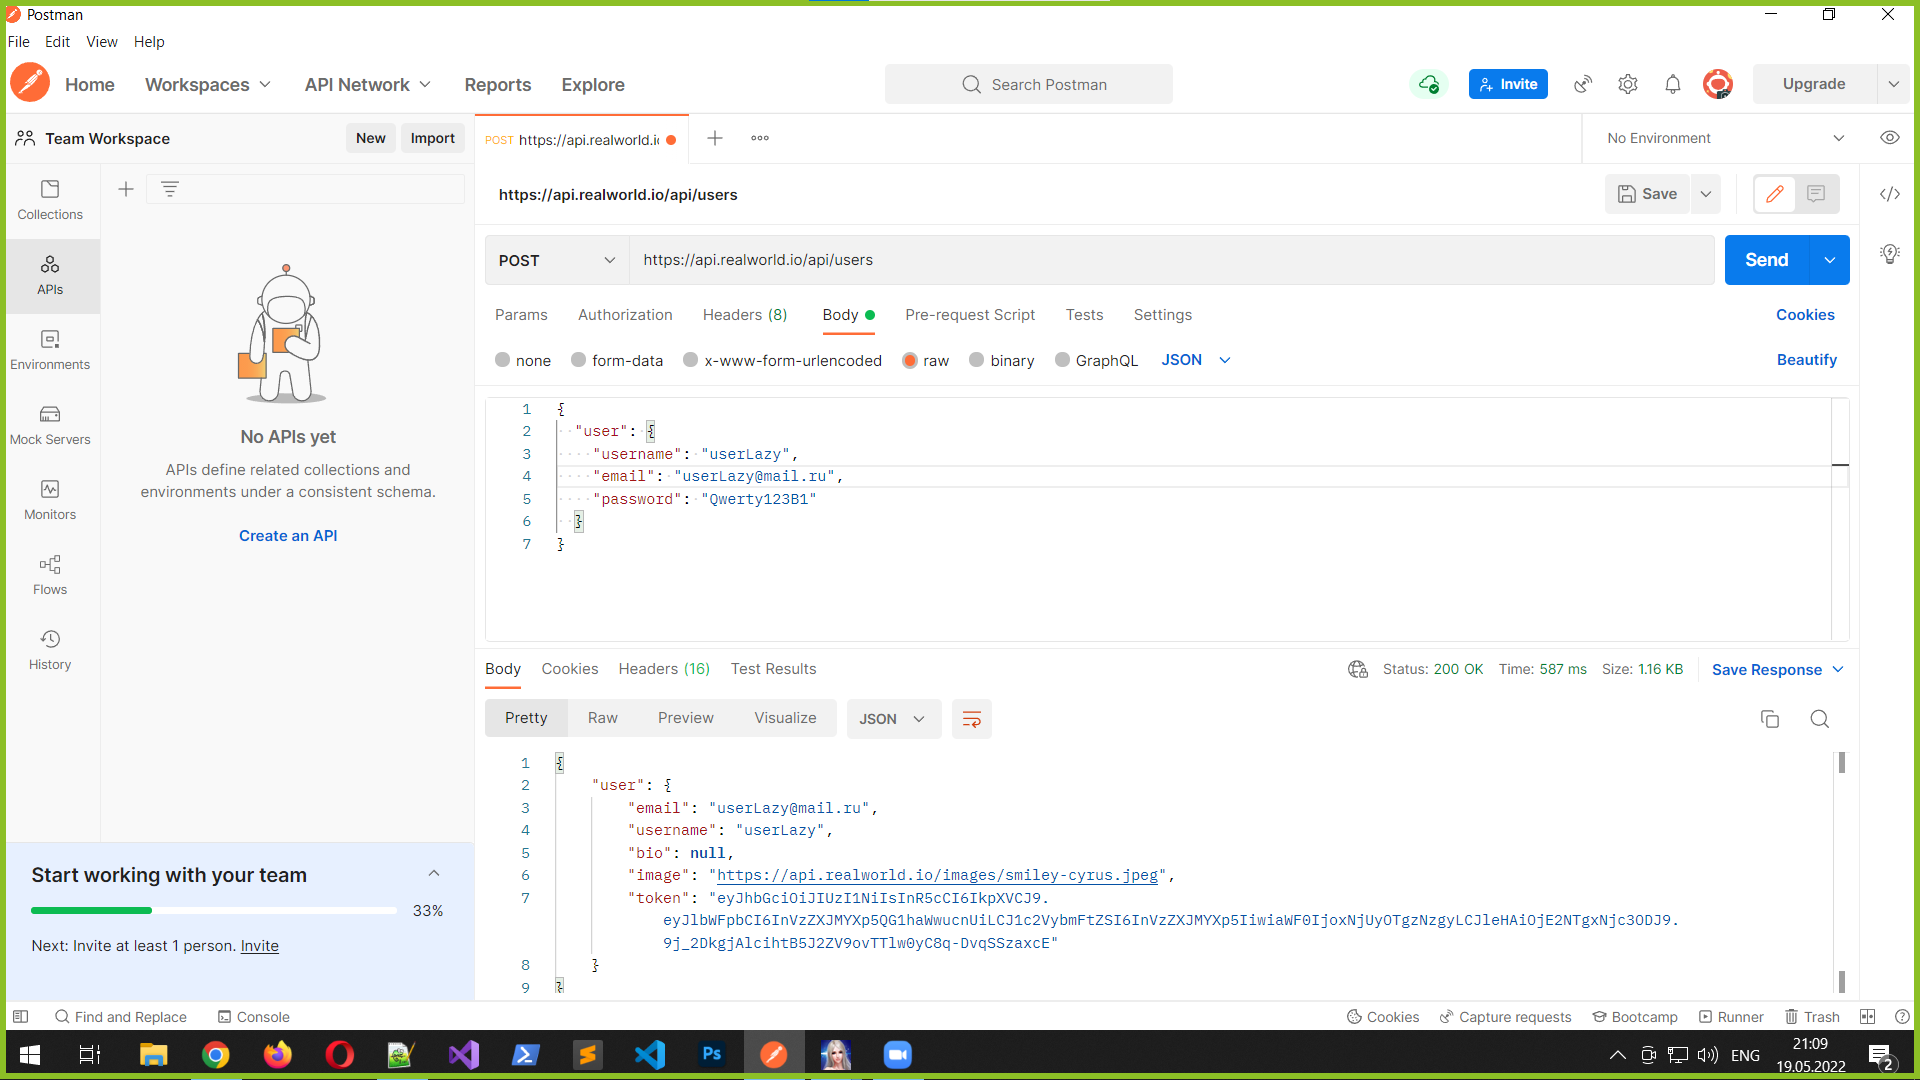 Postman
File Edit View Help
Home Workspaces API Network Reports Explore Search Postman Invite Upgrade
Team Workspace New Import POST https://api.realworld.ic No Environment
https://api.realworld.io/api/users Save
Collections
APIs
Environments
Mock Servers
Monitors
Flows
History
No APIs yet
APIs define related collections and
environments under a consistent schema.
Create an API
POST https://api.realworld.io/api/users Send
Params Authorization Headers (8) Body Pre-request Script Tests Settings Cookies
none form-data x-www-form-urlencoded raw binary GraphQL JSON Beautify
1 {
2 "user": {
3 "username": "userLazy",
4 "email": "userLazy@mail.ru",
5 "password": "Qwerty123B1"
6 }
7 }
Body Cookies Headers (16) Test Results Status: 200 OK Time: 587 ms Size: 1.16 KB Save Response
Pretty Raw Preview Visualize JSON
1 {
2 "user": {
3 "email": "userLazy@mail.ru",
4 "username": "userLazy",
5 "bio": null,
6 "image": "https://api.realworld.io/images/smiley-cyrus.jpeg",
7 "token": "eyJhbGciOiJIUzI1NiIsInR5cCI6IkpXVCJ9.
eyJlbWFpbCI6InVzZXJMYXp5QG1haWwucnUiLCJ1c2VybmFtZSI6InVzZXJMYXp5IiwiaWF0IjoxNjUyOTgzNzgyLCJleHAiOjE2NTgxNjc3ODJ9.
9j_2DkgjAlcihtB5J2ZV9ovTTlw0yC8q-DvqSSzaxcE"
8 }
9 }
Start working with your team
33%
Next: Invite at least 1 person. Invite
Find and Replace Console Cookies Capture requests Bootcamp Runner Trash
Ps ENG 21:09
19.05.2022 2